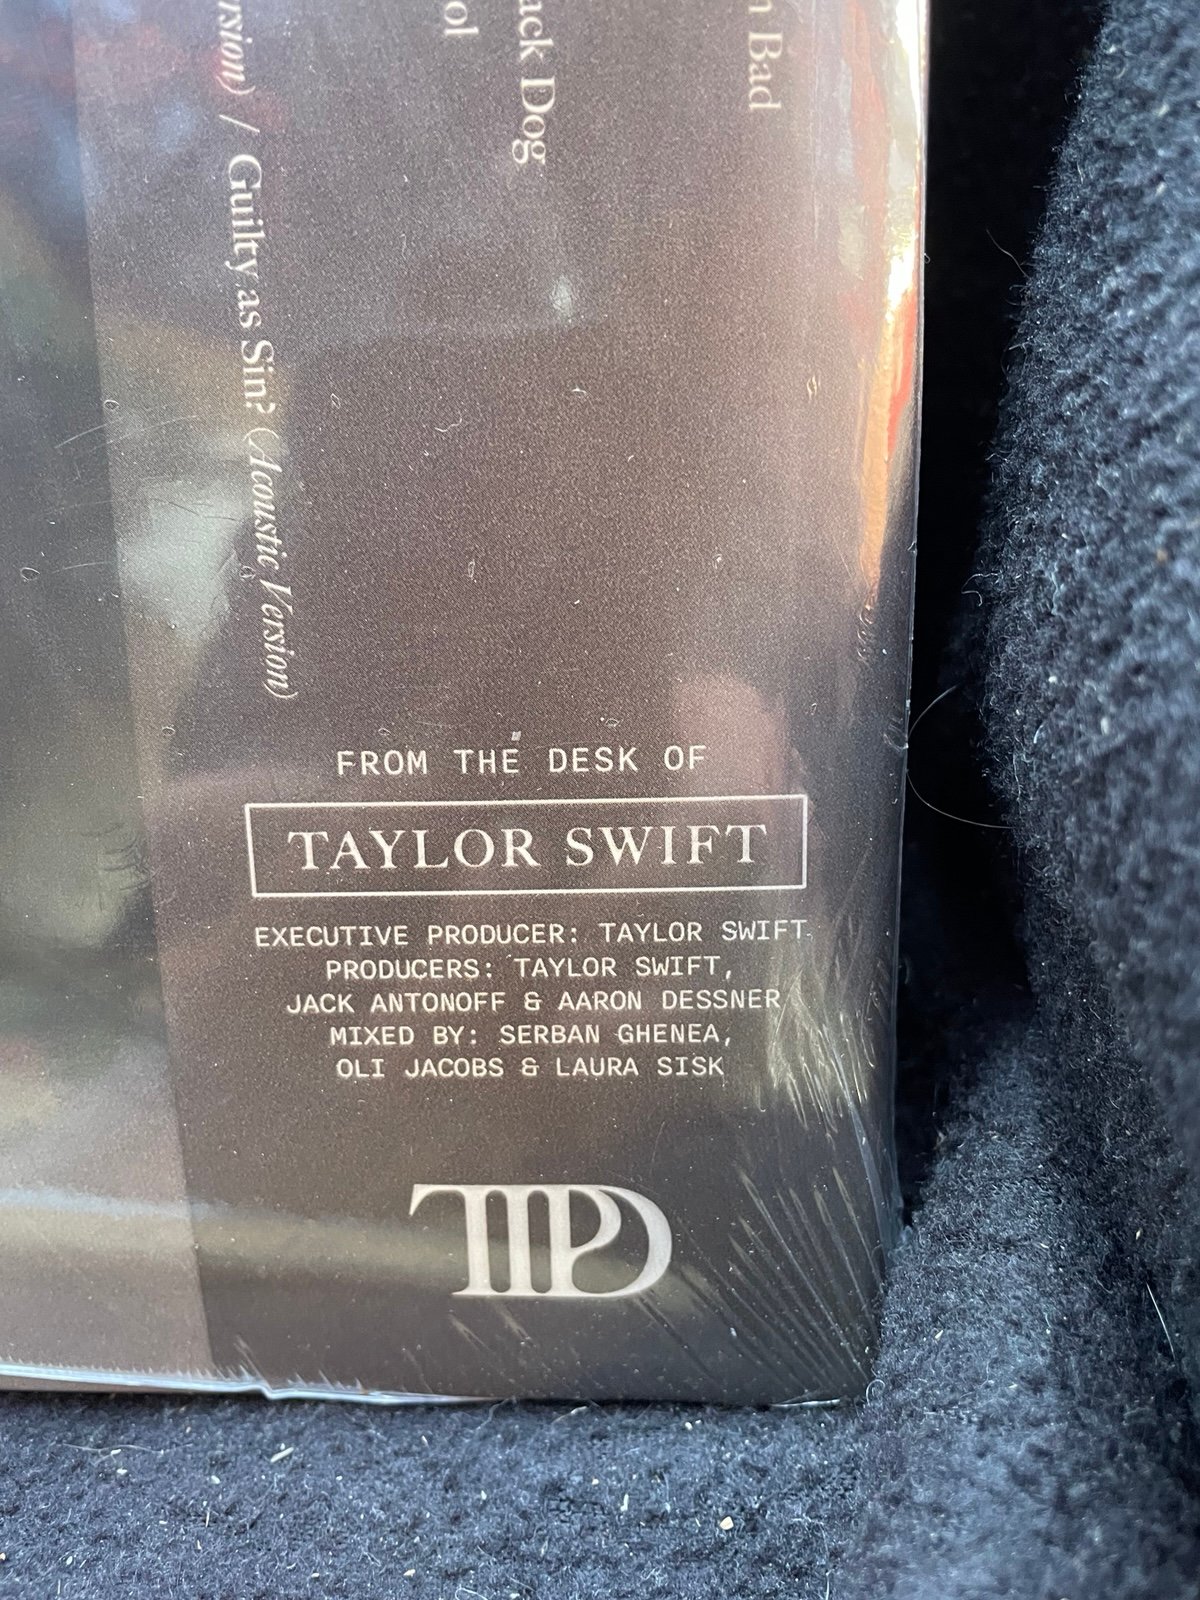 n Bad
ack Dog
ol
rsion) / Guilty as Sin? (Acoustic Version)
FROM THE DESK OF
TAYLOR SWIFT
EXECUTIVE PRODUCER: TAYLOR SWIFT
PRODUCERS: TAYLOR SWIFT,
JACK ANTONOFF & AARON DESSNER
MIXED BY: SERBAN GHENEA,
OLI JACOBS & LAURA SISK
TTPD